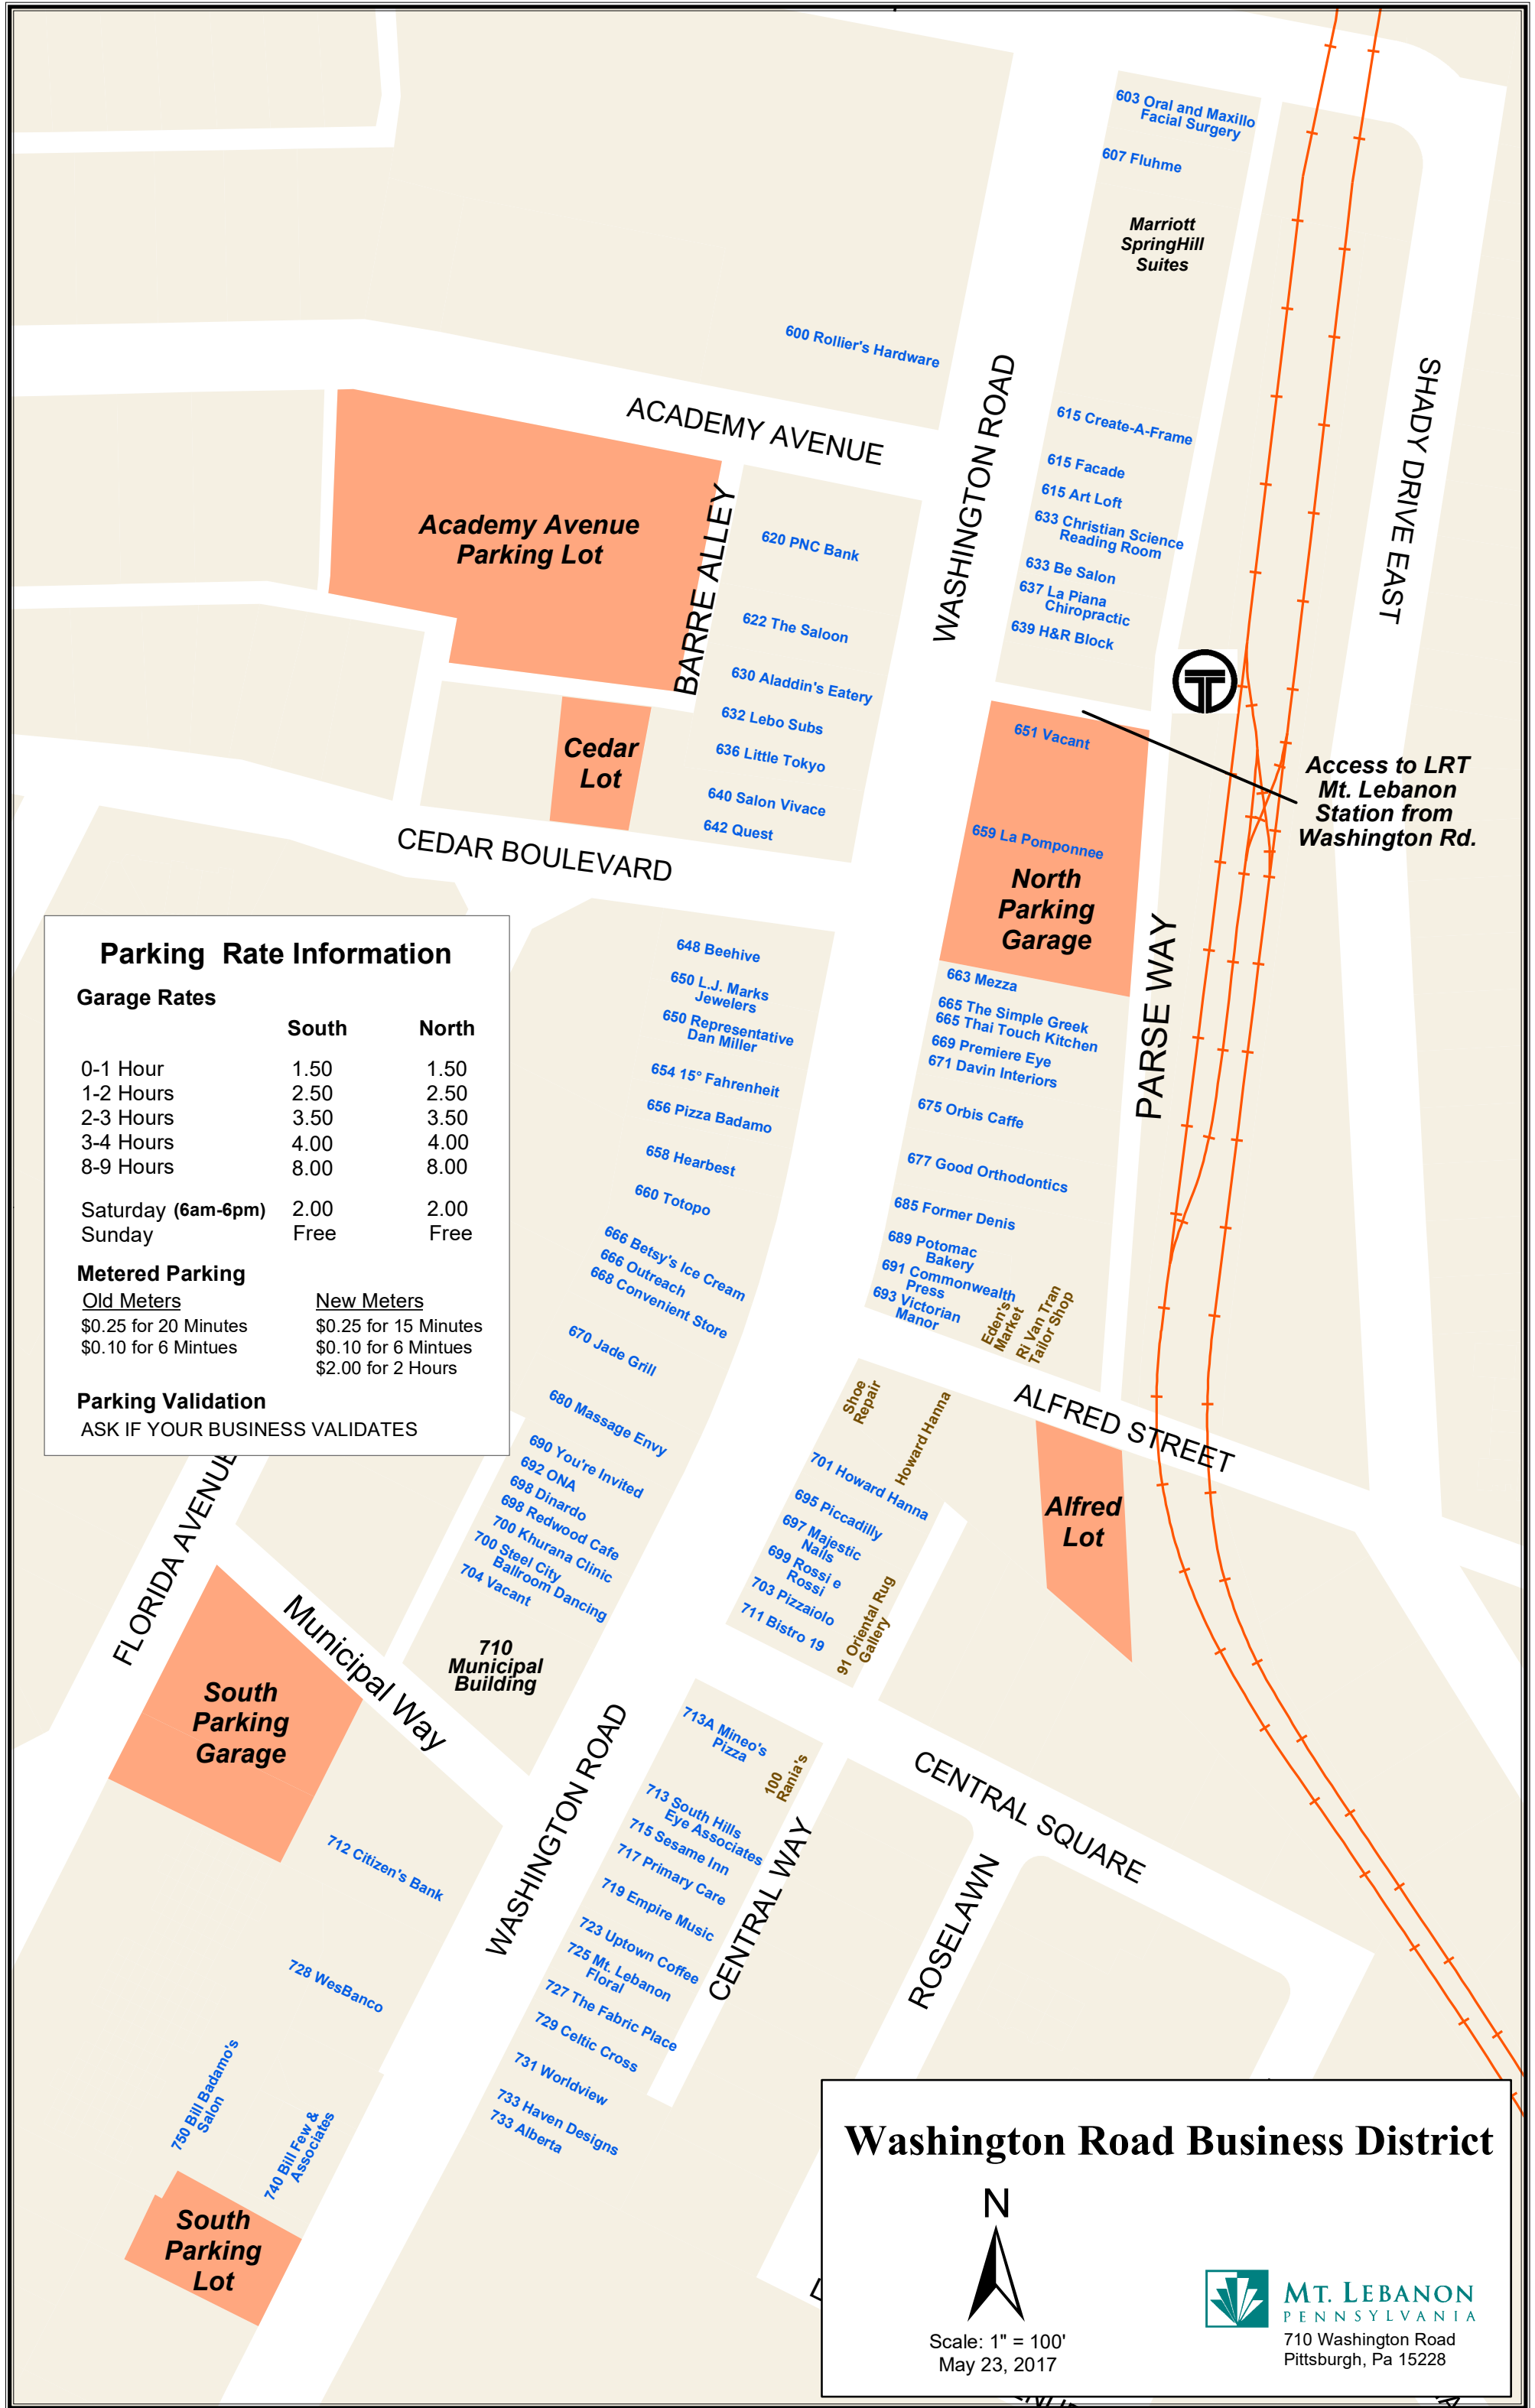 603 Oral and Maxillo
Facial Surgery
607 Fluhme
Marriott
SpringHill
Suites
600 Rollier's Hardware
ACADEMY AVENUE
WASHINGTON ROAD
SHADY DRIVE EAST
615 Create-A-Frame
615 Facade
615 Art Loft
633 Christian Science
Reading Room
633 Be Salon
637 La Piana
Chiropractic
639 H&R Block
Academy Avenue
Parking Lot
BARRE ALLEY
620 PNC Bank
622 The Saloon
630 Aladdin's Eatery
632 Lebo Subs
636 Little Tokyo
640 Salon Vivace
642 Quest
Cedar
Lot
CEDAR BOULEVARD
T
651 Vacant
659 La Pomponnee
North
Parking
Garage
Access to LRT
Mt. Lebanon
Station from
Washington Rd.
PARSE WAY
648 Beehive
650 L.J. Marks
Jewelers
650 Representative
Dan Miller
654 15° Fahrenheit
656 Pizza Badamo
658 Hearbest
660 Totopo
666 Betsy's Ice Cream
666 Outreach
668 Convenient Store
670 Jade Grill
680 Massage Envy
690 You're Invited
692 ONA
698 Dinardo
698 Redwood Cafe
700 Khurana Clinic
700 Steel City
Ballroom Dancing
704 Vacant
710
Municipal
Building
663 Mezza
665 The Simple Greek
665 Thai Touch Kitchen
669 Premiere Eye
671 Davin Interiors
675 Orbis Caffe
677 Good Orthodontics
685 Former Denis
689 Potomac
Bakery
691 Commonwealth
Press
693 Victorian
Manor
Eden's
Market
Ri Van Tran
Tailor Shop
ALFRED STREET
Shoe
Repair
Howard Hanna
701 Howard Hanna
695 Piccadilly
697 Majestic
Nails
699 Rossi e
Rossi
703 Pizzaiolo
711 Bistro 19
91 Oriental Rug
Gallery
Alfred
Lot
Parking Rate Information
Garage Rates
South North
0-1 Hour 1.50 1.50
1-2 Hours 2.50 2.50
2-3 Hours 3.50 3.50
3-4 Hours 4.00 4.00
8-9 Hours 8.00 8.00
Saturday (6am-6pm) 2.00 2.00
Sunday Free Free
Metered Parking
Old Meters New Meters
$0.25 for 20 Minutes $0.25 for 15 Minutes
$0.10 for 6 Mintues $0.10 for 6 Mintues
$2.00 for 2 Hours
Parking Validation
ASK IF YOUR BUSINESS VALIDATES
FLORIDA AVENUE
Municipal Way
South
Parking
Garage
WASHINGTON ROAD
712 Citizen's Bank
728 WesBanco
750 Bill Badamo's
Salon
740 Bill Few &
Associates
South
Parking
Lot
713A Mineo's
Pizza
100
Rania's
713 South Hills
Eye Associates
715 Sesame Inn
717 Primary Care
719 Empire Music
723 Uptown Coffee
725 Mt. Lebanon
Floral
727 The Fabric Place
729 Celtic Cross
731 Worldview
733 Haven Designs
733 Alberta
CENTRAL WAY
CENTRAL SQUARE
ROSELAWN
Washington Road Business District
N
Scale: 1" = 100'
May 23, 2017
MT. LEBANON
PENNSYLVANIA
710 Washington Road
Pittsburgh, Pa 15228